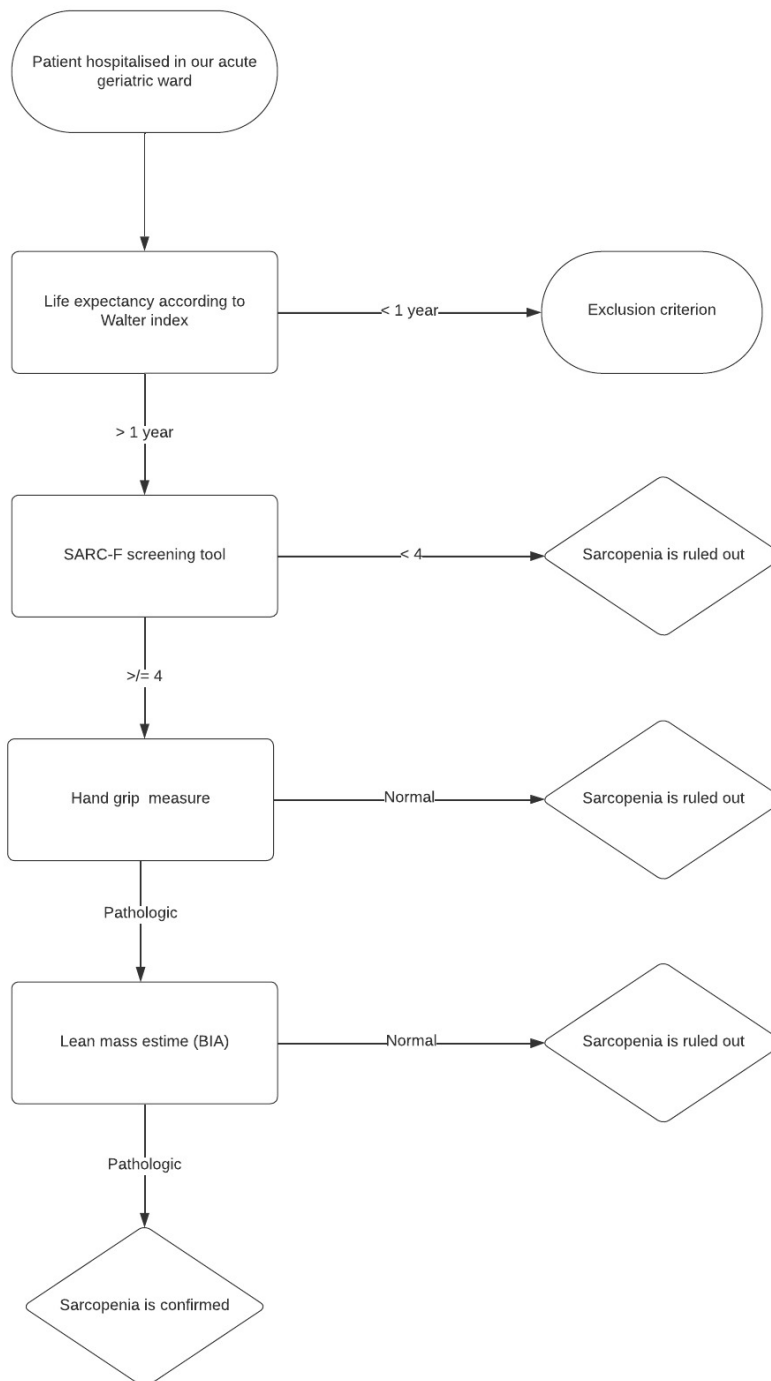 Patient hospitalised in our acute
geriatric ward
Life expectancy according to
Walter index
< 1 year
Exclusion criterion
> 1 year
SARC-F screening tool
< 4
Sarcopenia is ruled out
>/= 4
Hand grip  measure
Normal
Sarcopenia is ruled out
Pathologic
Lean mass estime (BIA)
Normal
Sarcopenia is ruled out
Pathologic
Sarcopenia is confirmed